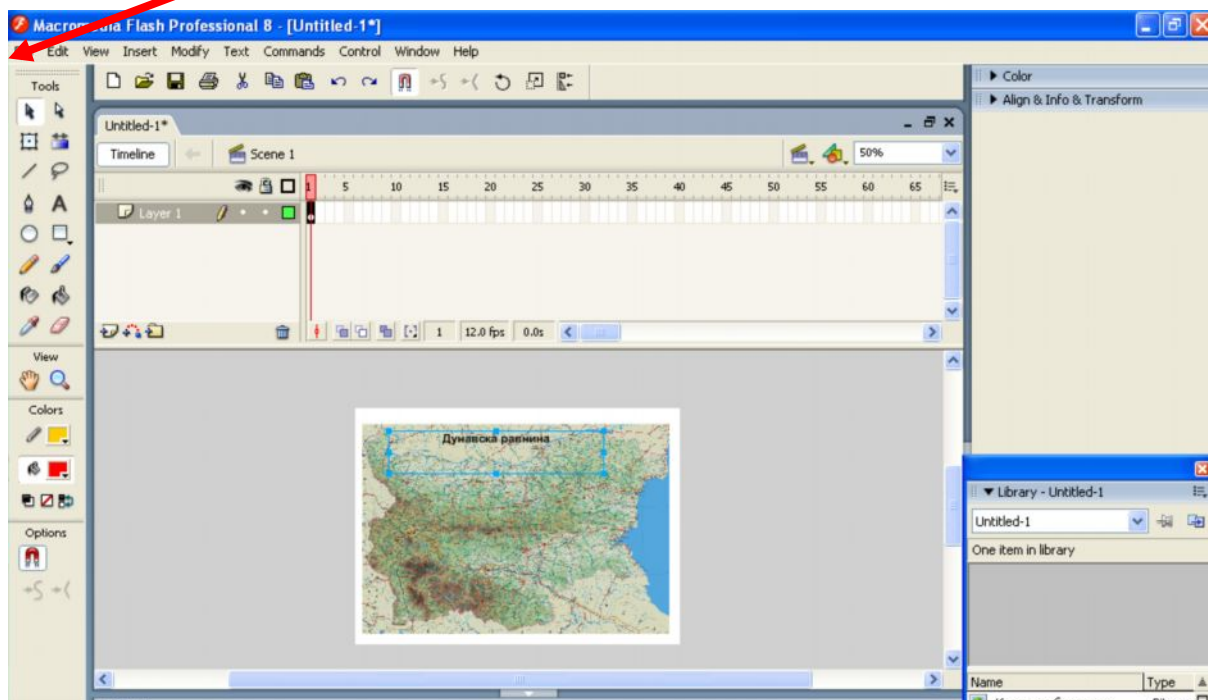 Macromedia Flash Professional 8 - [Untitled-1*]
Edit View Insert Modify Text Commands Control Window Help
Tools
Color
Align & Info & Transform
Untitled-1*
Timeline
Scene 1
50%
1 5 10 15 20 25 30 35 40 45 50 55 60 65
Layer 1
1 12.0 fps 0.0s
View
Colors
Options
Дунавска равнина
Library - Untitled-1
Untitled-1
One item in library
Name Type